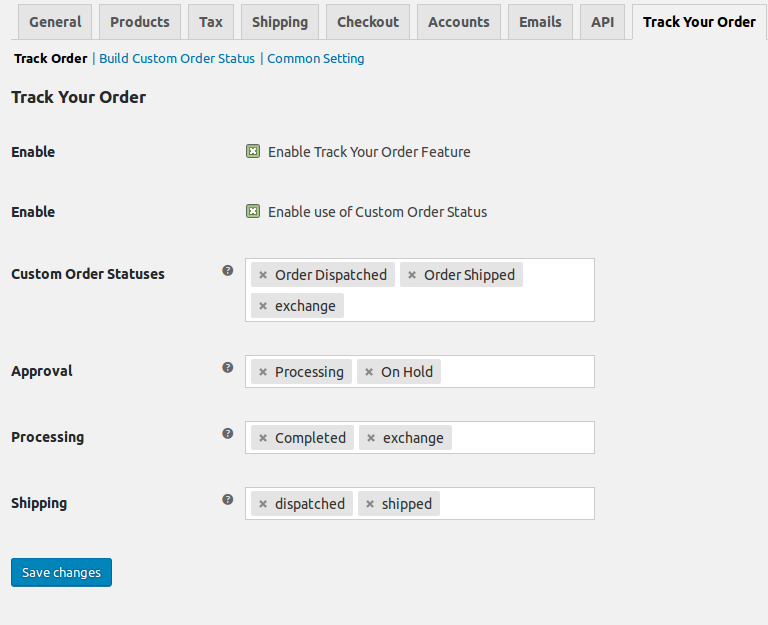 General Products Tax Shipping Checkout Accounts Emails API Track Your Order
Track Order | Build Custom Order Status | Common Setting
Track Your Order
Enable Enable Track Your Order Feature
Enable Enable use of Custom Order Status
Custom Order Statuses ? × Order Dispatched × Order Shipped
× exchange
Approval ? × Processing × On Hold
Processing ? × Completed × exchange
Shipping ? × dispatched × shipped
Save changes